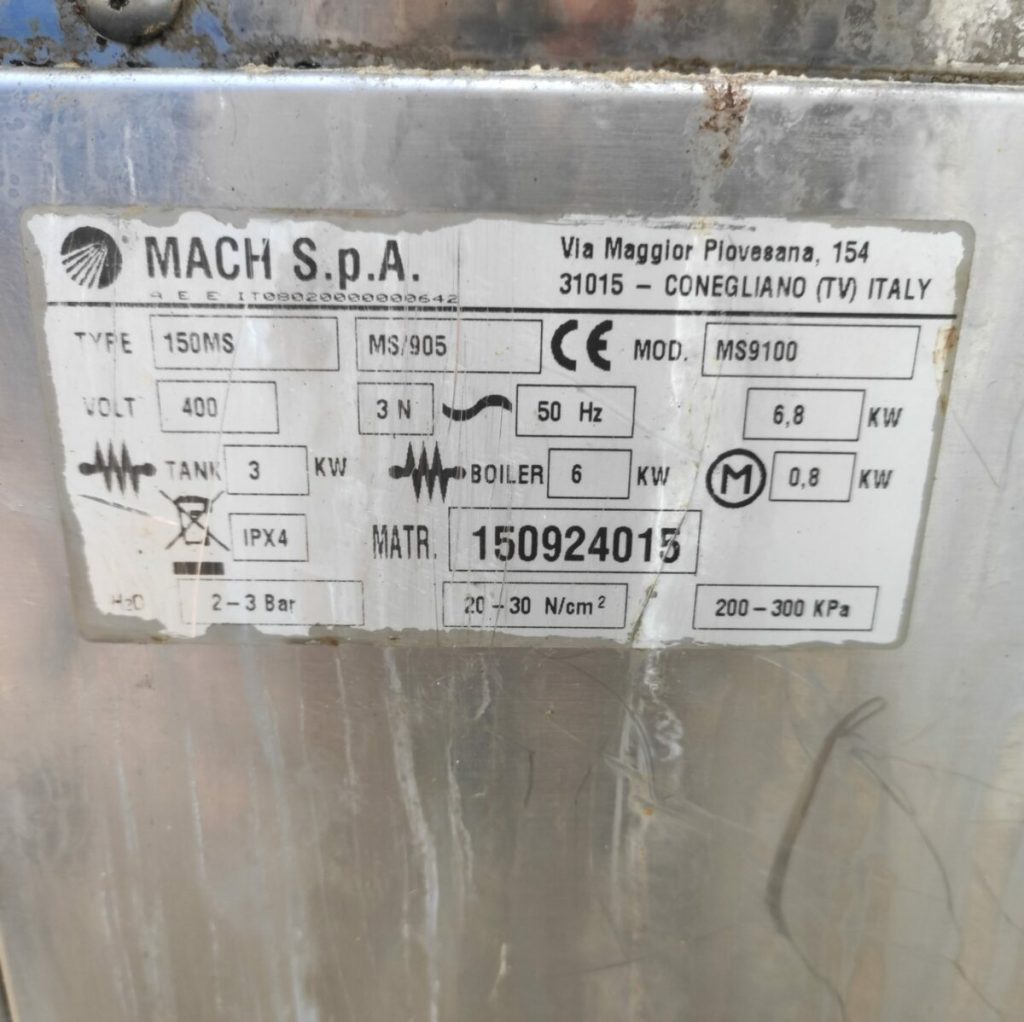 MACH S.p.A. Via Maggior Piovesana, 154
A E E IT08020000000642 31015 – CONEGLIANO (TV) ITALY
TYPE 150MS MS/905 CE MOD. MS9100
VOLT 400 3 N 50 Hz 6,8 KW
TANK 3 KW BOILER 6 KW M 0,8 KW
IPX4 MATR. 150924015
H₂O 2–3 Bar 20–30 N/cm² 200–300 KPa